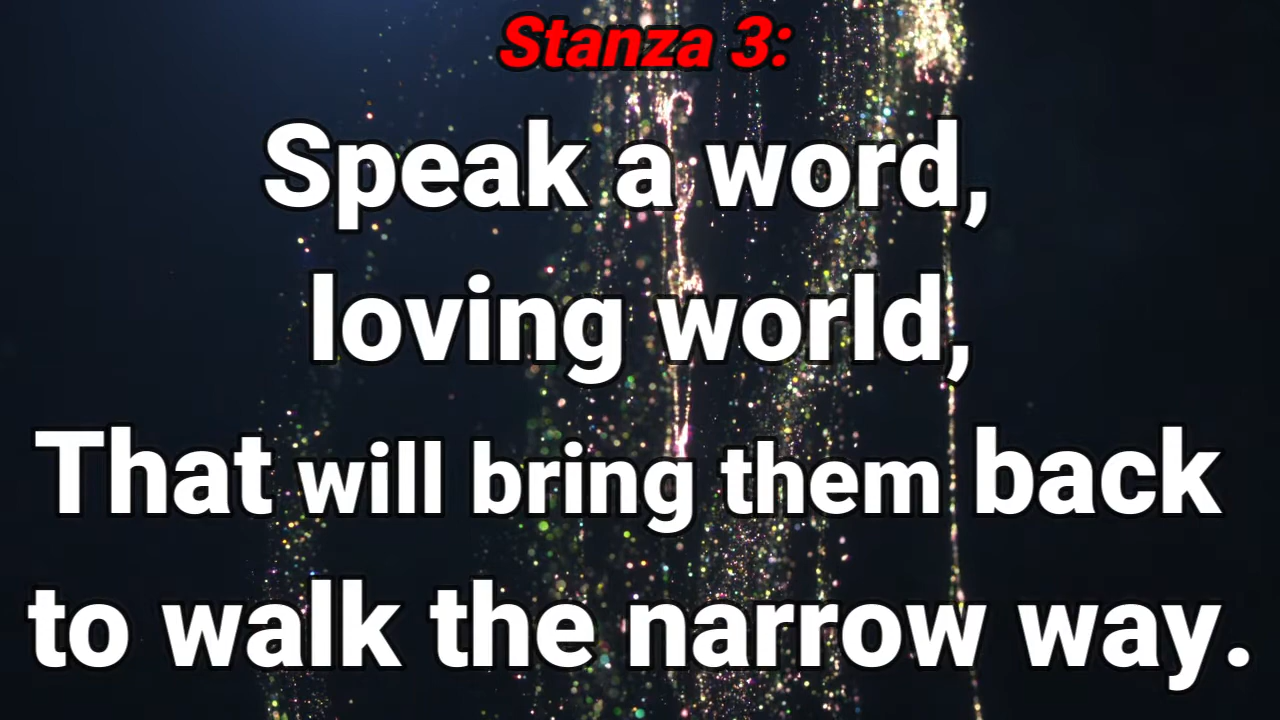 Stanza 3:
Speak a word,
loving world,
That will bring them back
to walk the narrow way.